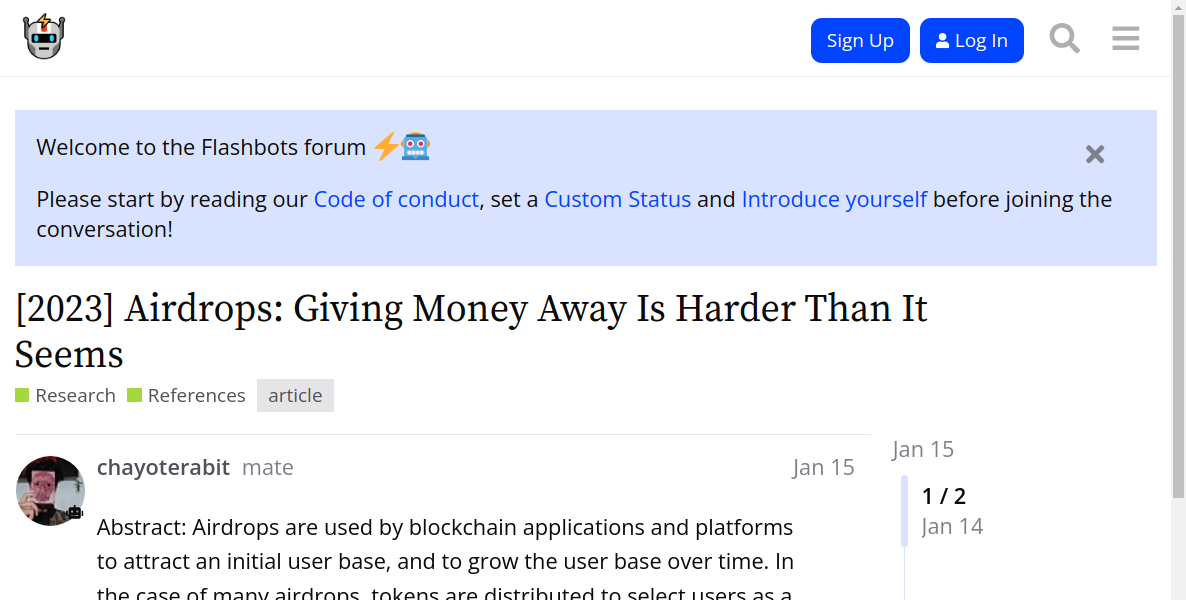 Sign Up
Log In
Welcome to the Flashbots forum
Please start by reading our Code of conduct, set a Custom Status and Introduce yourself before joining the
conversation!
[2023] Airdrops: Giving Money Away Is Harder Than It
Seems
Research References article
chayoterabit mate Jan 15
Abstract: Airdrops are used by blockchain applications and platforms
to attract an initial user base, and to grow the user base over time. In
the case of many airdrops, tokens are distributed to select users as a
Jan 15
1 / 2
Jan 14